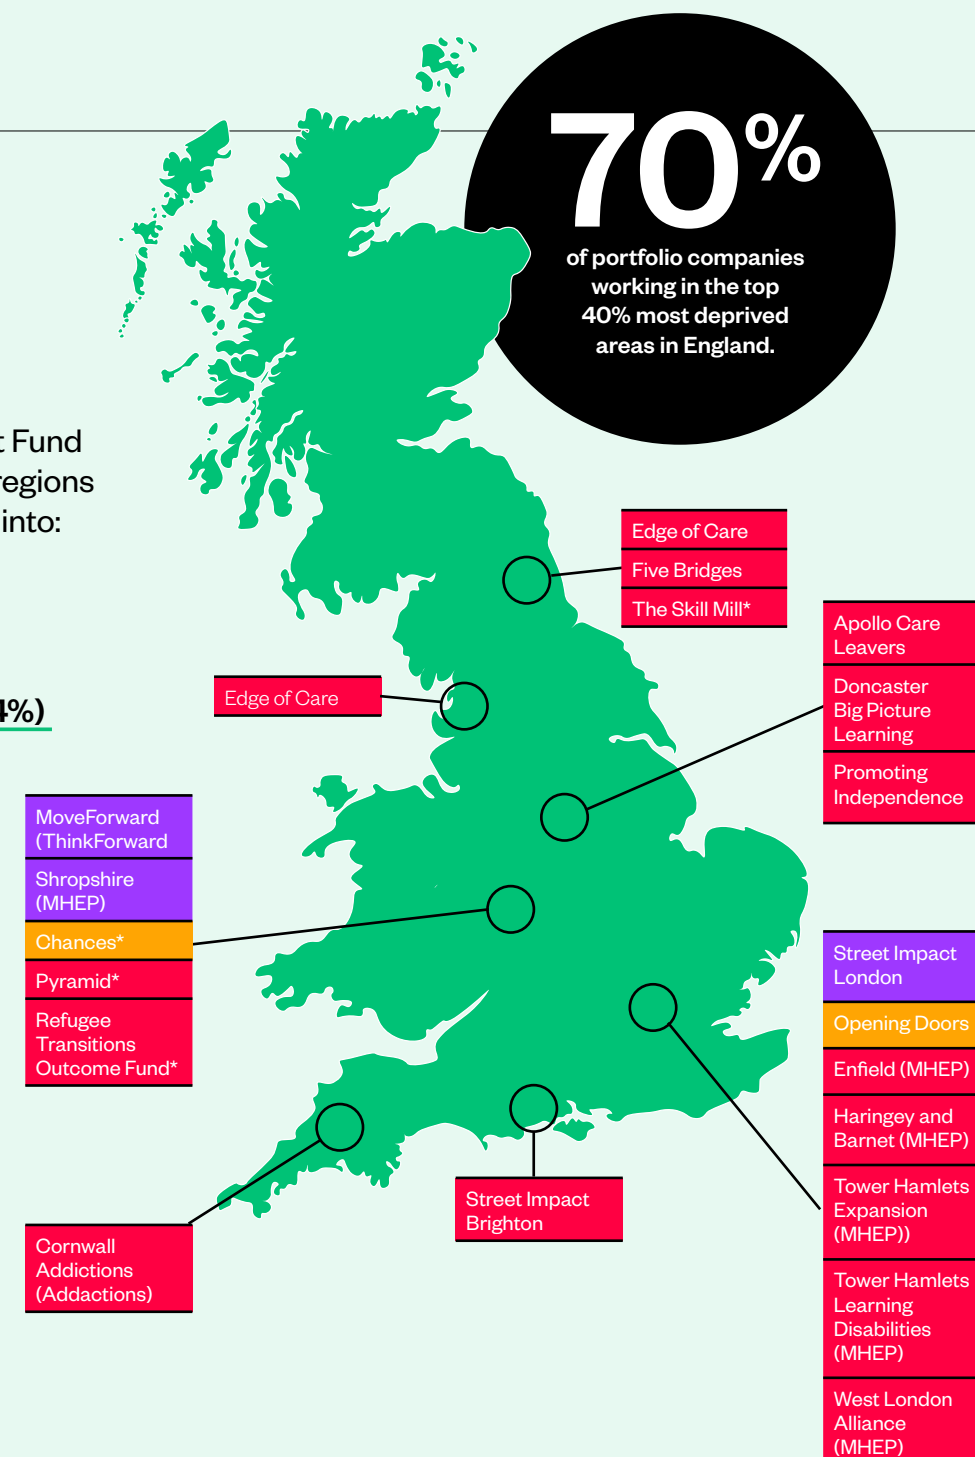 70%
of portfolio companies
working in the top
40% most deprived
areas in England.
t Fund
regions
into:
4%)
Edge of Care
Five Bridges
The Skill Mill*
Edge of Care
Apollo Care
Leavers
Doncaster
Big Picture
Learning
Promoting
Independence
MoveForward
(ThinkForward
Shropshire
(MHEP)
Chances*
Pyramid*
Refugee
Transitions
Outcome Fund*
Street Impact
London
Opening Doors
Enfield (MHEP)
Haringey and
Barnet (MHEP)
Tower Hamlets
Expansion
(MHEP))
Tower Hamlets
Learning
Disabilities
(MHEP)
West London
Alliance
(MHEP)
Street Impact
Brighton
Cornwall
Addictions
(Addactions)